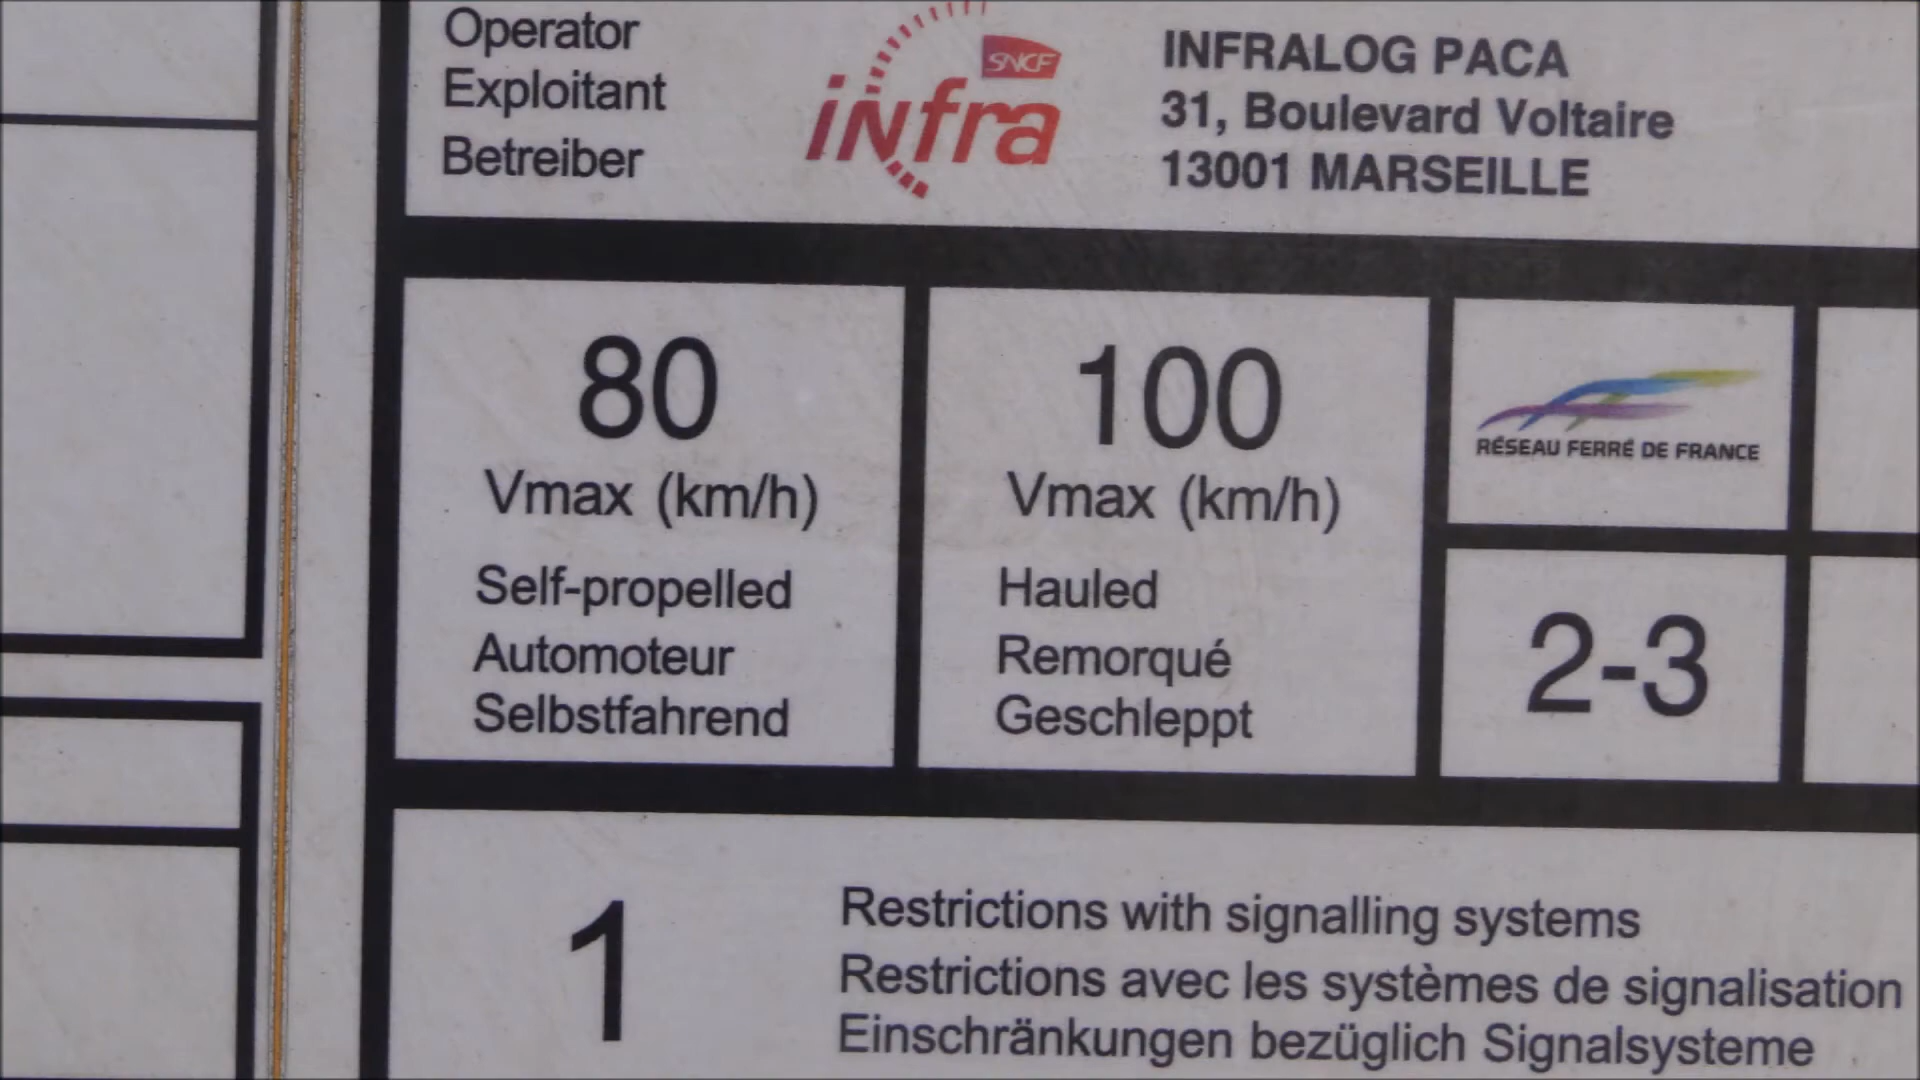 Operator
Exploitant
Betreiber
SNCF
infra
INFRALOG PACA
31, Boulevard Voltaire
13001 MARSEILLE
80
Vmax (km/h)
Self-propelled
Automoteur
Selbstfahrend
100
Vmax (km/h)
Hauled
Remorqué
Geschleppt
RÉSEAU FERRÉ DE FRANCE
2-3
1
Restrictions with signalling systems
Restrictions avec les systèmes de signalisation
Einschränkungen bezüglich Signalsysteme